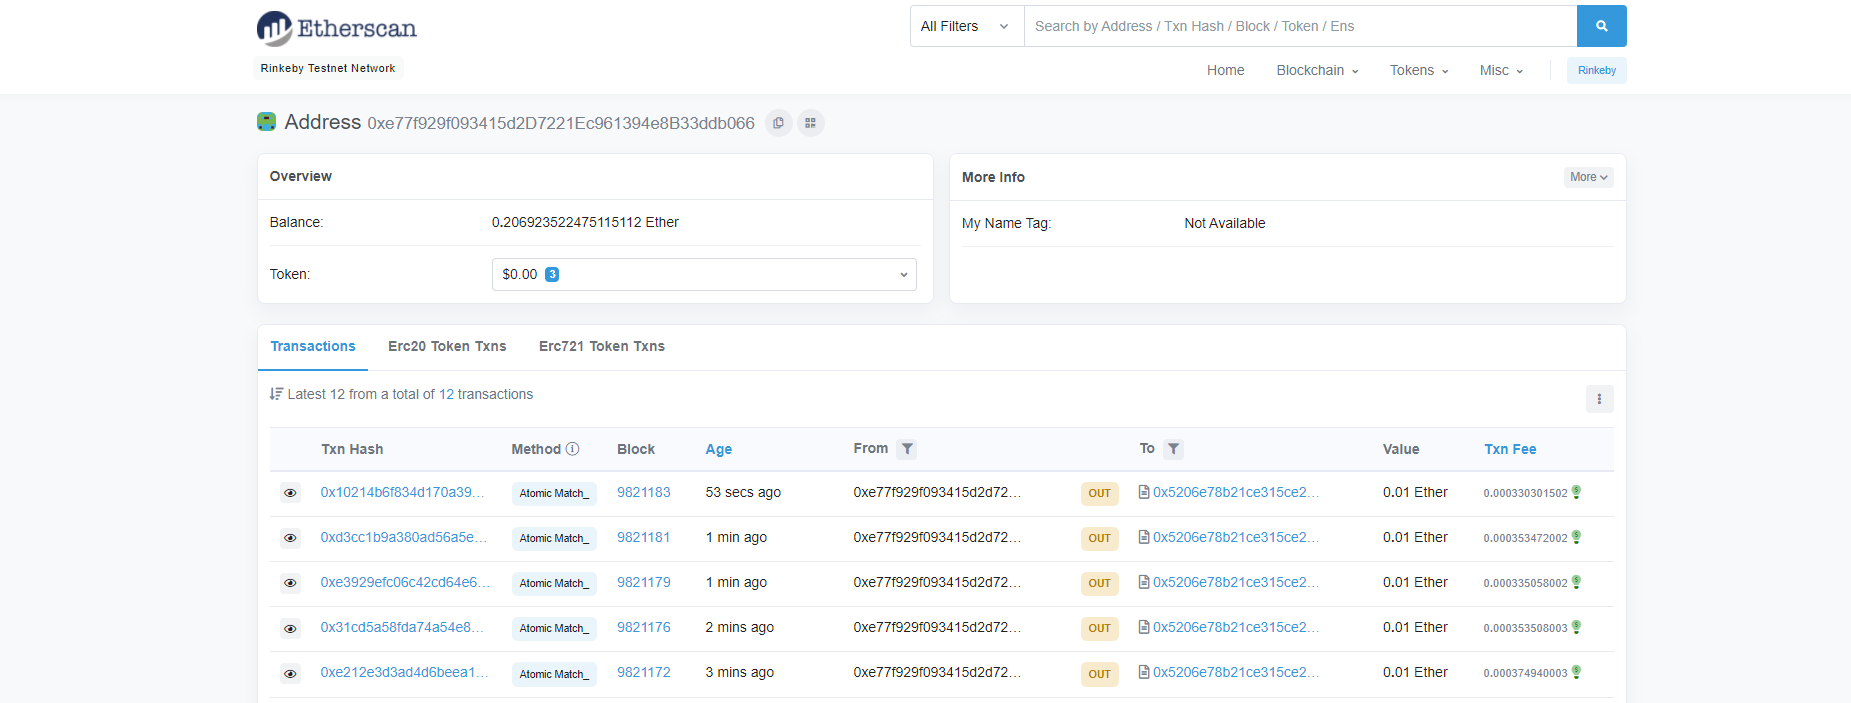 Etherscan
All Filters Search by Address / Txn Hash / Block / Token / Ens
Rinkeby Testnet Network
Home Blockchain Tokens Misc Rinkeby
Address 0xe77f929f093415d2D7221Ec961394e8B33ddb066
Overview
Balance: 0.206923522475115112 Ether
Token: $0.00 3
More Info More
My Name Tag: Not Available
Transactions Erc20 Token Txns Erc721 Token Txns
Latest 12 from a total of 12 transactions
Txn Hash Method Block Age From To Value Txn Fee
0x10214b6f834d170a39... Atomic Match_ 9821183 53 secs ago 0xe77f929f093415d2d72... OUT 0x5206e78b21ce315ce2... 0.01 Ether 0.000330301502
0xd3cc1b9a380ad56a5e... Atomic Match_ 9821181 1 min ago 0xe77f929f093415d2d72... OUT 0x5206e78b21ce315ce2... 0.01 Ether 0.000353472002
0xe3929efc06c42cd64e6... Atomic Match_ 9821179 1 min ago 0xe77f929f093415d2d72... OUT 0x5206e78b21ce315ce2... 0.01 Ether 0.000335058002
0x31cd5a58fda74a54e8... Atomic Match_ 9821176 2 mins ago 0xe77f929f093415d2d72... OUT 0x5206e78b21ce315ce2... 0.01 Ether 0.000353508003
0xe212e3d3ad4d6beea1... Atomic Match_ 9821172 3 mins ago 0xe77f929f093415d2d72... OUT 0x5206e78b21ce315ce2... 0.01 Ether 0.000374940003